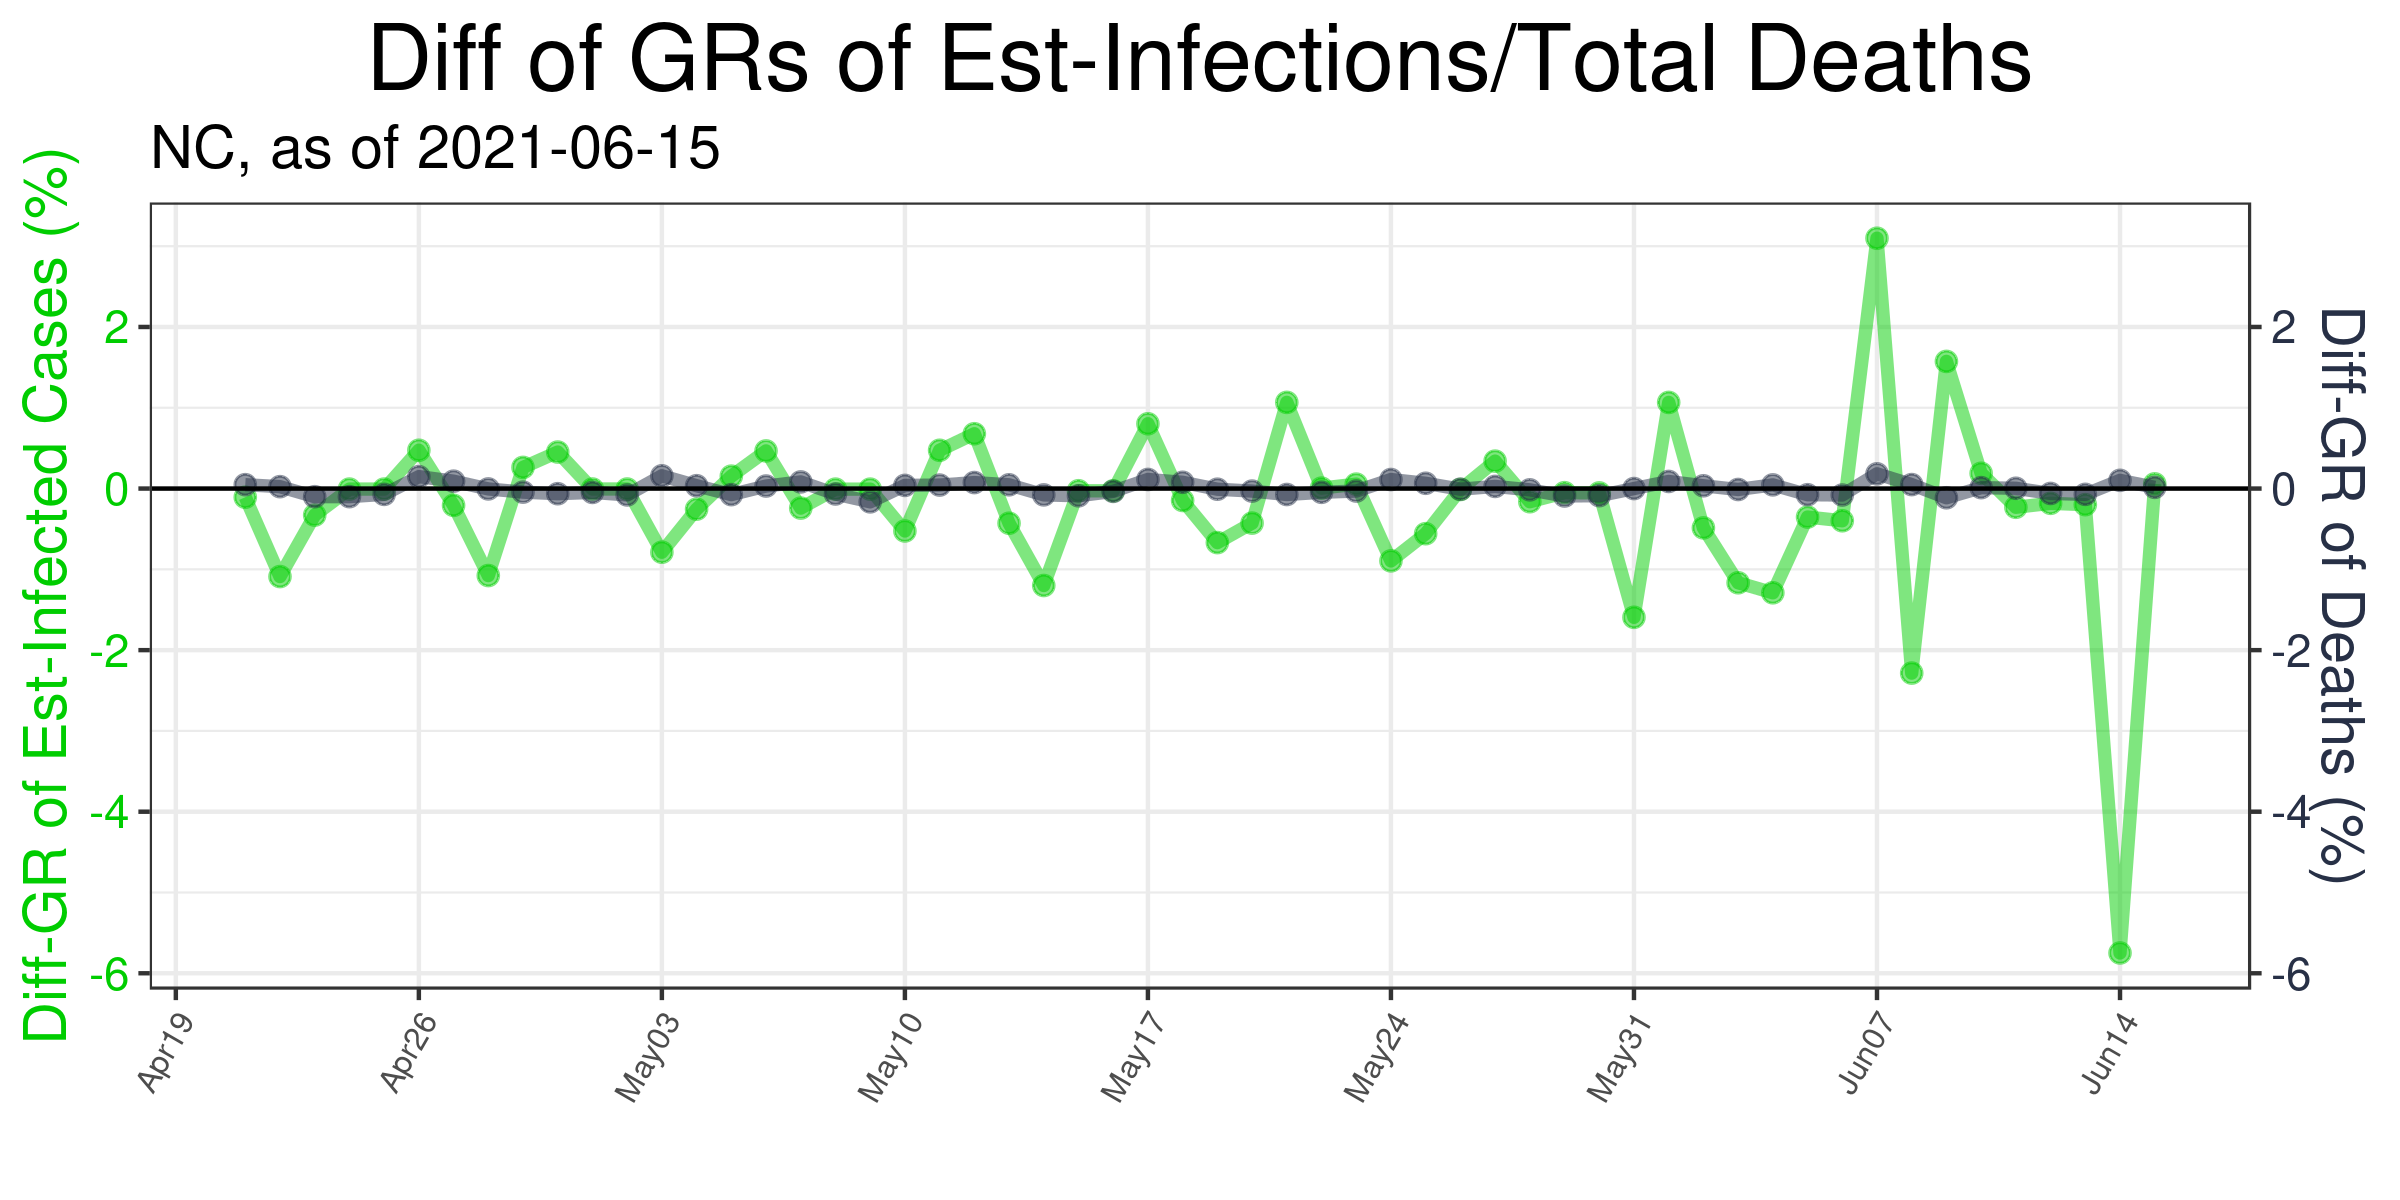 Diff of GRs of Est-Infections/Total Deaths
NC, as of 2021-06-15
Diff-GR of Est-Infected Cases (%)
2
0
-2
-4
-6
2
0
-2
-4
-6
Diff-GR of Deaths (%)
Apr19
Apr26
May03
May10
May17
May24
May31
Jun07
Jun14